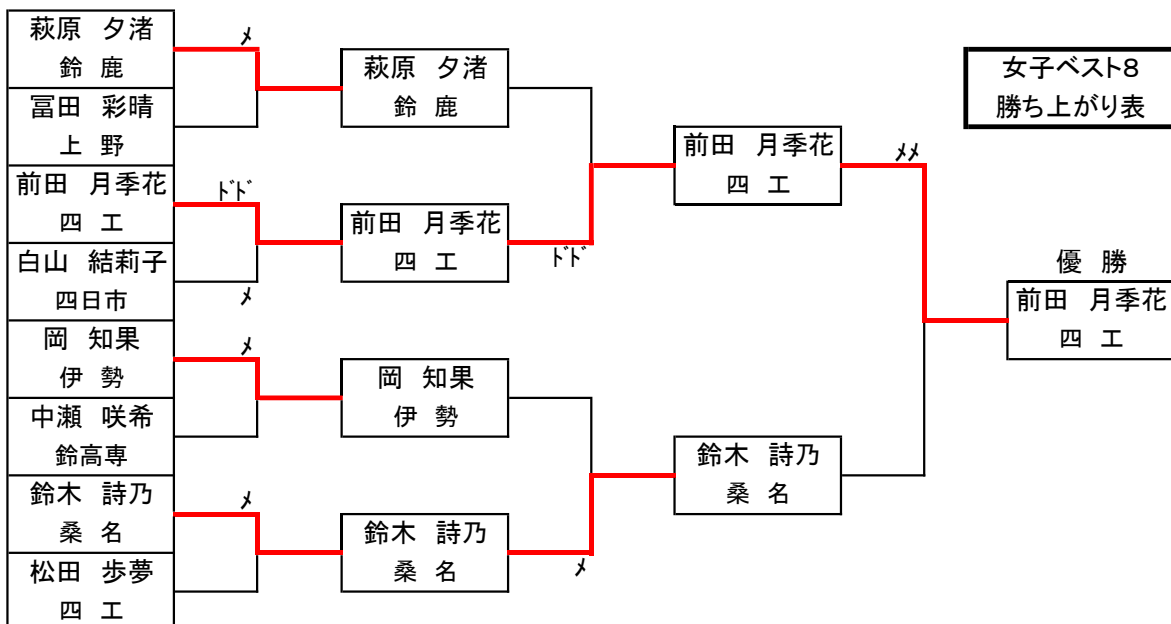 萩原 夕渚
鈴 鹿
冨田 彩晴
上 野
前田 月季花
四 工
白山 結莉子
四日市
岡 知果
伊 勢
中瀬 咲希
鈴高専
鈴木 詩乃
桑 名
松田 歩夢
四 工
メ
ドド
メ
メ
メ
萩原 夕渚
鈴 鹿
前田 月季花
四 工
岡 知果
伊 勢
鈴木 詩乃
桑 名
ドド
メ
前田 月季花
四 工
鈴木 詩乃
桑 名
メメ
女子ベスト8
勝ち上がり表
優 勝
前田 月季花
四 工